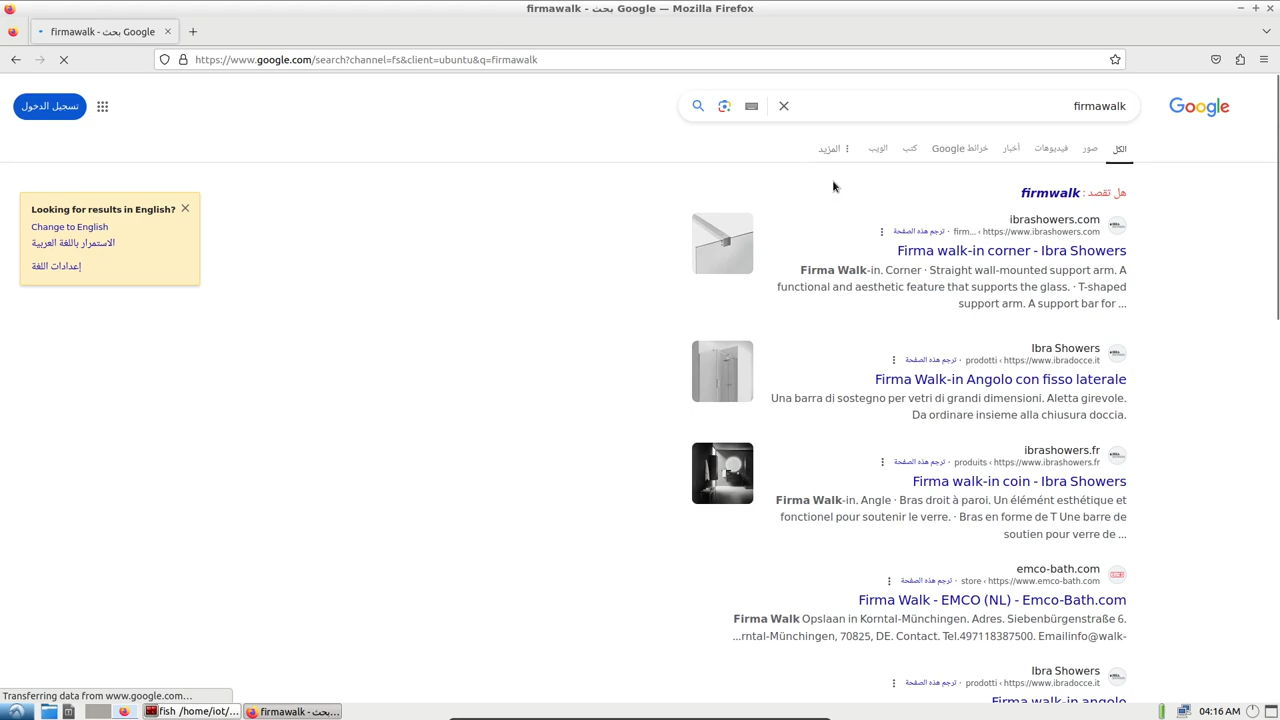 firmawalk - بحث Google — Mozilla Firefox
firmawalk - بحث Google
https://www.google.com/search?channel=fs&client=ubuntu&q=firmawalk
تسجيل الدخول
firmawalk
Google
الكل
صور
فيديوهات
أخبار
خرائط Google
كتب
الويب
المزيد
Looking for results in English?
Change to English
الاستمرار باللغة العربية
إعدادات اللغة
هل تقصد : firmwalk
ibrashowers.com
https://www.ibrashowers.com › firm... · ترجم هذه الصفحة
Firma walk-in corner - Ibra Showers
Firma Walk-in. Corner · Straight wall-mounted support arm. A
functional and aesthetic feature that supports the glass. · T-shaped
support arm. A support bar for ...
Ibra Showers
https://www.ibradocce.it › prodotti · ترجم هذه الصفحة
Firma Walk-in Angolo con fisso laterale
Una barra di sostegno per vetri di grandi dimensioni. Aletta girevole.
Da ordinare insieme alla chiusura doccia.
ibrashowers.fr
https://www.ibrashowers.fr › produits · ترجم هذه الصفحة
Firma walk-in coin - Ibra Showers
Firma Walk-in. Angle · Bras droit à paroi. Un élémént esthétique et
fonctionel pour soutenir le verre. · Bras en forme de T Une barre de
soutien pour verre de ...
emco-bath.com
https://www.emco-bath.com › store · ترجم هذه الصفحة
Firma Walk - EMCO (NL) - Emco-Bath.com
Firma Walk Opslaan in Korntal-Münchingen. Adres. Siebenbürgenstraße 6.
...rntal-Münchingen, 70825, DE. Contact. Tel.497118387500. Emailinfo@walk-
Ibra Showers
https://www.ibradocce.it › prodotti · ترجم هذه الصفحة
Firma walk-in angolo
Transferring data from www.google.com…
fish /home/iot/...
firmawalk - بحث...
04:16 AM